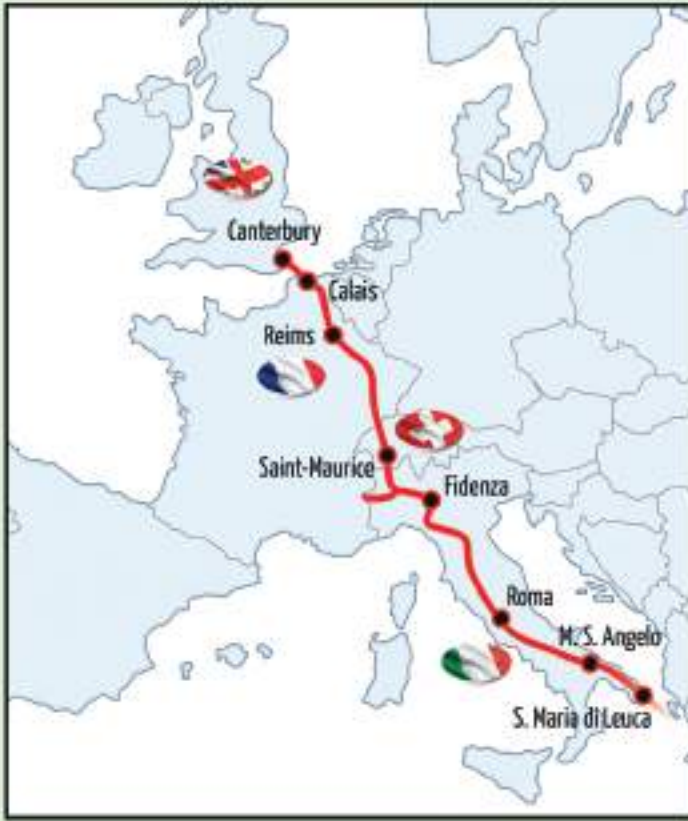 Canterbury
Calais
Reims
Saint-Maurice
Fidenza
Roma
M. S. Angelo
S. Maria di Leuca